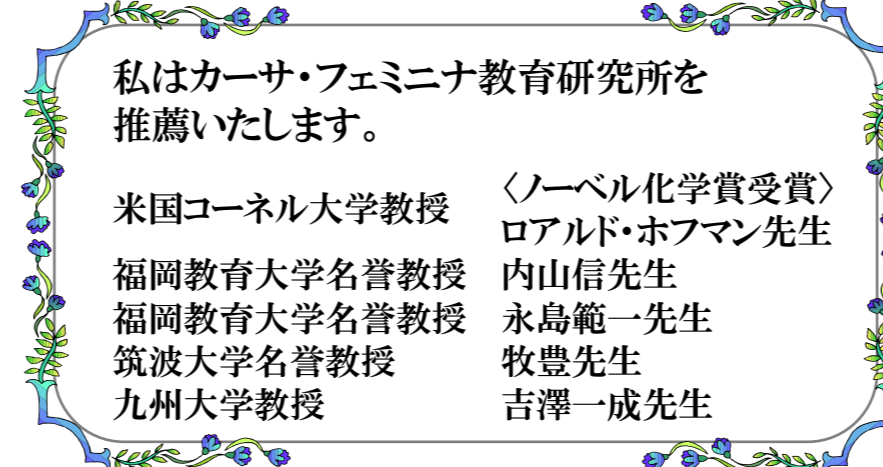 私はカーサ・フェミニナ教育研究所を
推薦いたします。
〈ノーベル化学賞受賞〉
米国コーネル大学教授 ロアルド・ホフマン先生
福岡教育大学名誉教授 内山信先生
福岡教育大学名誉教授 永島範一先生
筑波大学名誉教授 牧豊先生
九州大学教授 吉澤一成先生